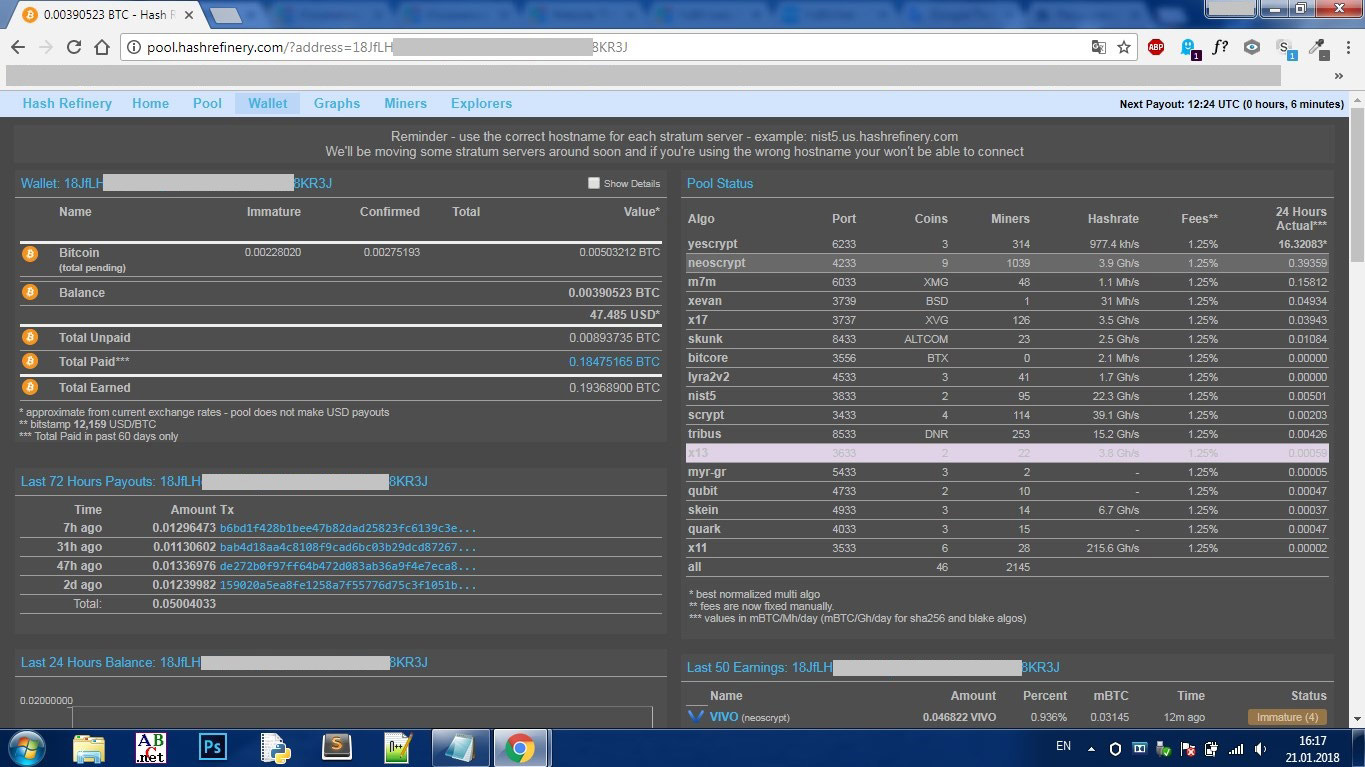 0.00390523 BTC - Hash R
pool.hashrefinery.com/?address=18JfLH 8KR3J
Hash Refinery Home Pool Wallet Graphs Miners Explorers Next Payout: 12:24 UTC (0 hours, 6 minutes)
Reminder - use the correct hostname for each stratum server - example: nist5.us.hashrefinery.com
We'll be moving some stratum servers around soon and if you're using the wrong hostname your won't be able to connect
Wallet: 18JfLH 8KR3J Show Details
Name Immature Confirmed Total Value*
Bitcoin 0.00228020 0.00275193 0.00503212 BTC
(total pending)
Balance 0.00390523 BTC
47.485 USD*
Total Unpaid 0.00893735 BTC
Total Paid*** 0.18475165 BTC
Total Earned 0.19368900 BTC
* approximate from current exchange rates - pool does not make USD payouts
** bitstamp 12,159 USD/BTC
*** Total Paid in past 60 days only
Last 72 Hours Payouts: 18JfLH 8KR3J
Time Amount Tx
7h ago 0.01296473 b6bd1f428b1bee47b82dad25823fc6139c3e...
31h ago 0.01130602 bab4d18aa4c8108f9cad6bc03b29dcd87267...
47h ago 0.01336976 de272b0f97ff64b472d083ab36a9f4e7eca8...
2d ago 0.01239982 159020a5ea8fe1258a7f55776d75c3f1051b...
Total: 0.05004033
Last 24 Hours Balance: 18JfLH 8KR3J
0.02000000
Pool Status
Algo Port Coins Miners Hashrate Fees** 24 Hours
Actual***
yescrypt 6233 3 314 977.4 kh/s 1.25% 16.32083*
neoscrypt 4233 9 1039 3.9 Gh/s 1.25% 0.39359
m7m 6033 XMG 48 1.1 Mh/s 1.25% 0.15812
xevan 3739 BSD 1 31 Mh/s 1.25% 0.04934
x17 3737 XVG 126 3.5 Gh/s 1.25% 0.03943
skunk 8433 ALTCOM 23 2.5 Gh/s 1.25% 0.01084
bitcore 3556 BTX 0 2.1 Mh/s 1.25% 0.00000
lyra2v2 4533 3 41 1.7 Gh/s 1.25% 0.00000
nist5 3833 2 95 22.3 Gh/s 1.25% 0.00501
scrypt 3433 4 114 39.1 Gh/s 1.25% 0.00203
tribus 8533 DNR 253 15.2 Gh/s 1.25% 0.00426
x13 3633 2 22 3.6 Gh/s 1.25% 0.00059
myr-gr 5433 3 2 - 1.25% 0.00005
qubit 4733 2 10 - 1.25% 0.00047
skein 4933 3 14 6.7 Gh/s 1.25% 0.00037
quark 4033 3 15 - 1.25% 0.00047
x11 3533 6 28 215.6 Gh/s 1.25% 0.00002
all 46 2145
* best normalized multi algo
** fees are now fixed manually.
*** values in mBTC/Mh/day (mBTC/Gh/day for sha256 and blake algos)
Last 50 Earnings: 18JfLH 8KR3J
Name Amount Percent mBTC Time Status
VIVO (neoscrypt) 0.046822 VIVO 0.936% 0.03145 12m ago Immature (4)
EN 16:17
21.01.2018